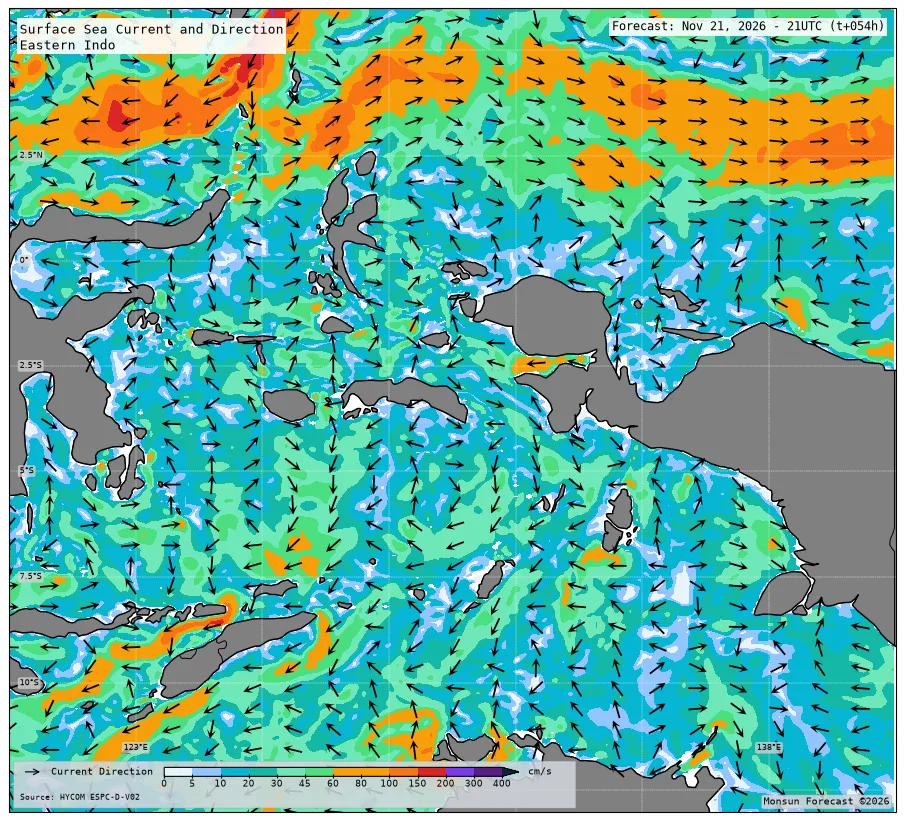 Surface Sea Current and Direction
Eastern Indo
Forecast: Nov 21, 2026 - 21UTC (t+054h)
2.5°N
0°
2.5°S
5°S
7.5°S
10°S
123°E
138°E
Current Direction
cm/s
0 5 10 20 30 45 60 80 100 150 200 300 400
Source: HYCOM ESPC-D-V02
Monsun Forecast ©2026